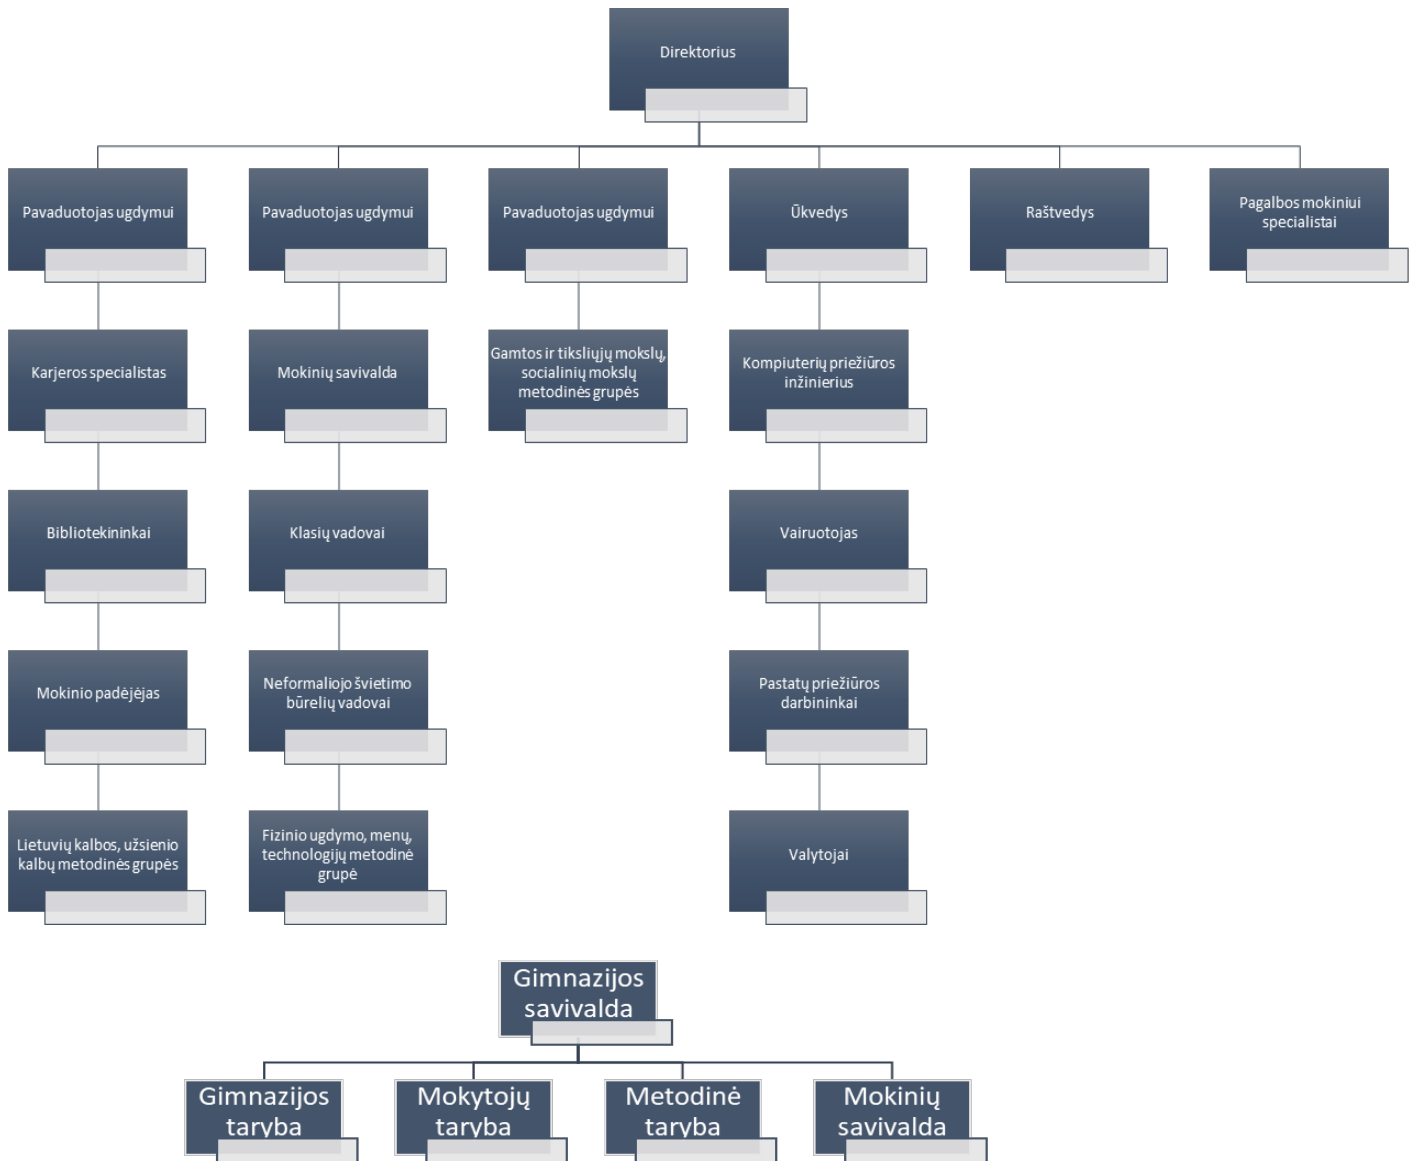 Direktorius
Pavaduotojas ugdymui
Pavaduotojas ugdymui
Pavaduotojas ugdymui
Ūkvedys
Raštvedys
Pagalbos mokiniui
specialistai
Karjeros specialistas
Mokinių savivalda
Gamtos ir tiksliųjų mokslų,
socialinių mokslų
metodinės grupės
Kompiuterių priežiūros
inžinierius
Bibliotekininkai
Klasių vadovai
Vairuotojas
Mokinio padėjėjas
Neformaliojo švietimo
būrelių vadovai
Pastatų priežiūros
darbininkai
Lietuvių kalbos, užsienio
kalbų metodinės grupės
Fizinio ugdymo, menų,
technologijų metodinė
grupė
Valytojai
Gimnazijos
savivalda
Gimnazijos
taryba
Mokytojų
taryba
Metodinė
taryba
Mokinių
savivalda